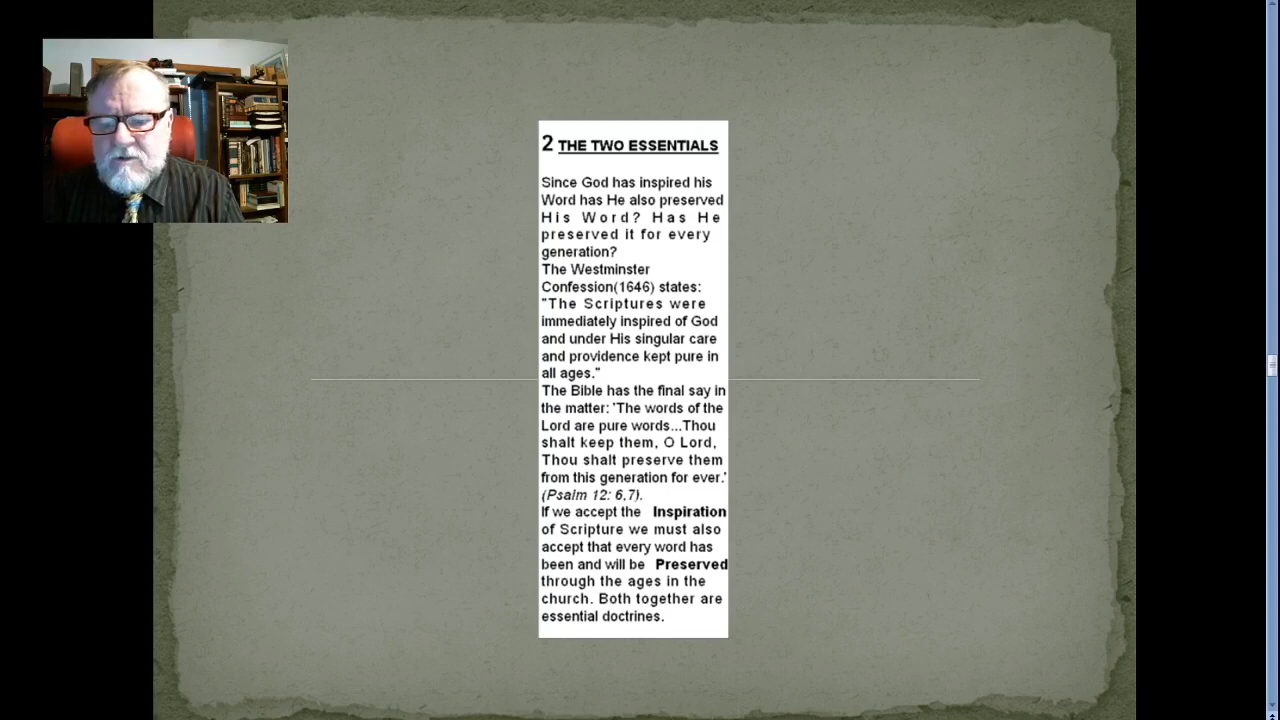 2 THE TWO ESSENTIALS
Since God has inspired his
Word has He also preserved
His Word? Has He
preserved it for every
generation?
The Westminster
Confession(1646) states:
"The Scriptures were
immediately inspired of God
and under His singular care
and providence kept pure in
all ages."
The Bible has the final say in
the matter: 'The words of the
Lord are pure words...Thou
shalt keep them, O Lord,
Thou shalt preserve them
from this generation for ever.'
(Psalm 12: 6,7).
If we accept the Inspiration
of Scripture we must also
accept that every word has
been and will be Preserved
through the ages in the
church. Both together are
essential doctrines.